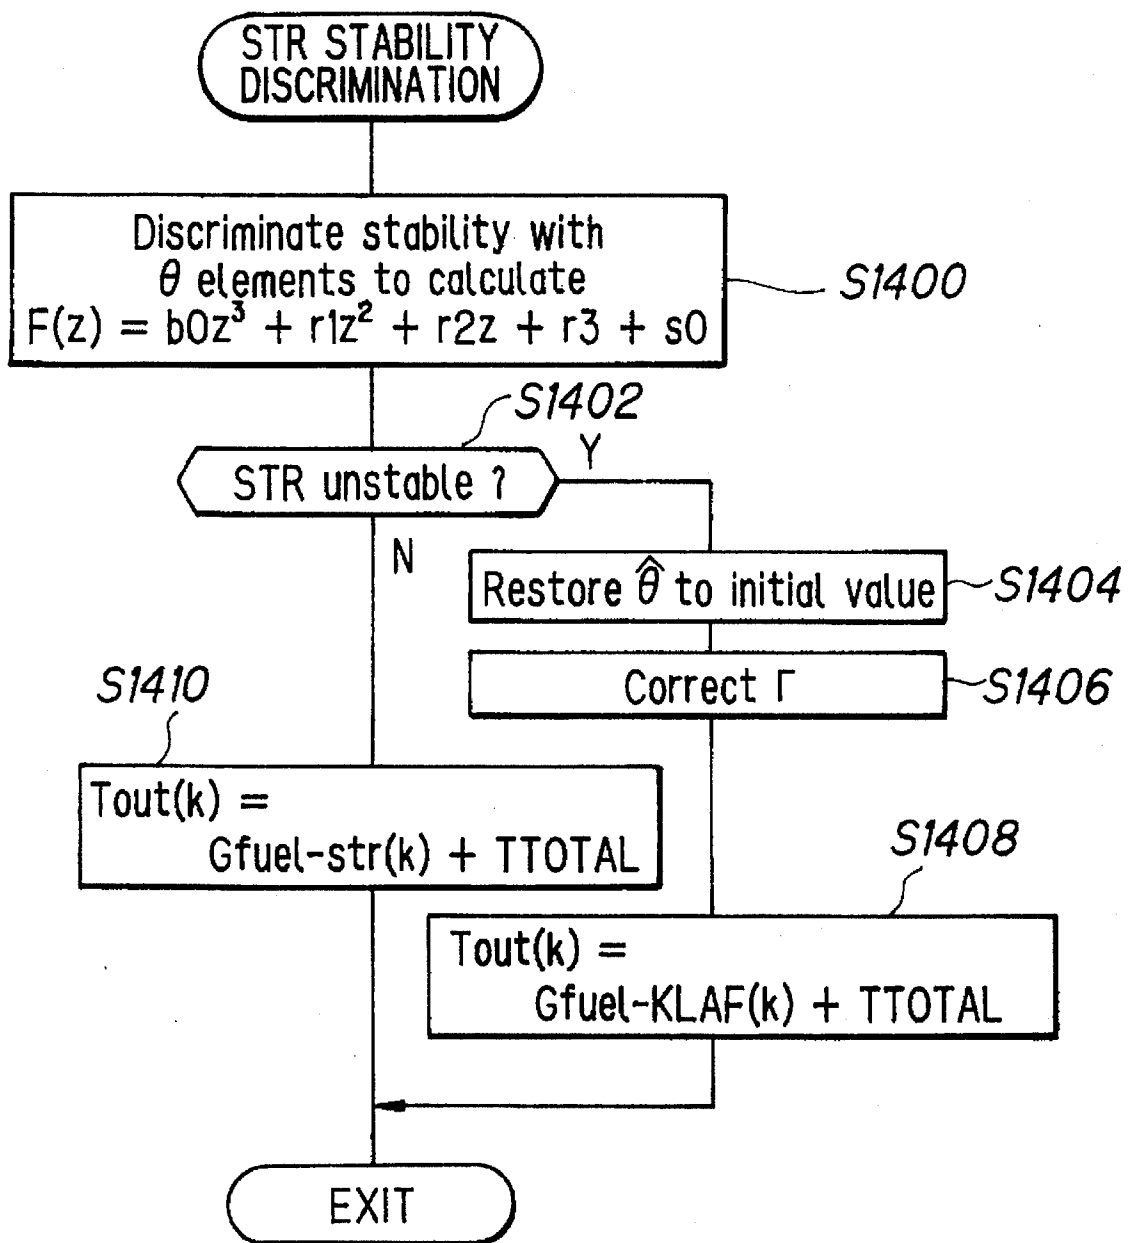 STR STABILITY
DISCRIMINATION
Discriminate stability with
θ elements to calculate
F(z) = b0z³ + r1z² + r2z + r3 + s0
S1400
S1402
STR unstable ?
Y
N
Restore θ̂ to initial value
S1404
Correct Γ
S1406
S1410
Tout(k) =
Gfuel-str(k) + TTOTAL
S1408
Tout(k) =
Gfuel-KLAF(k) + TTOTAL
EXIT